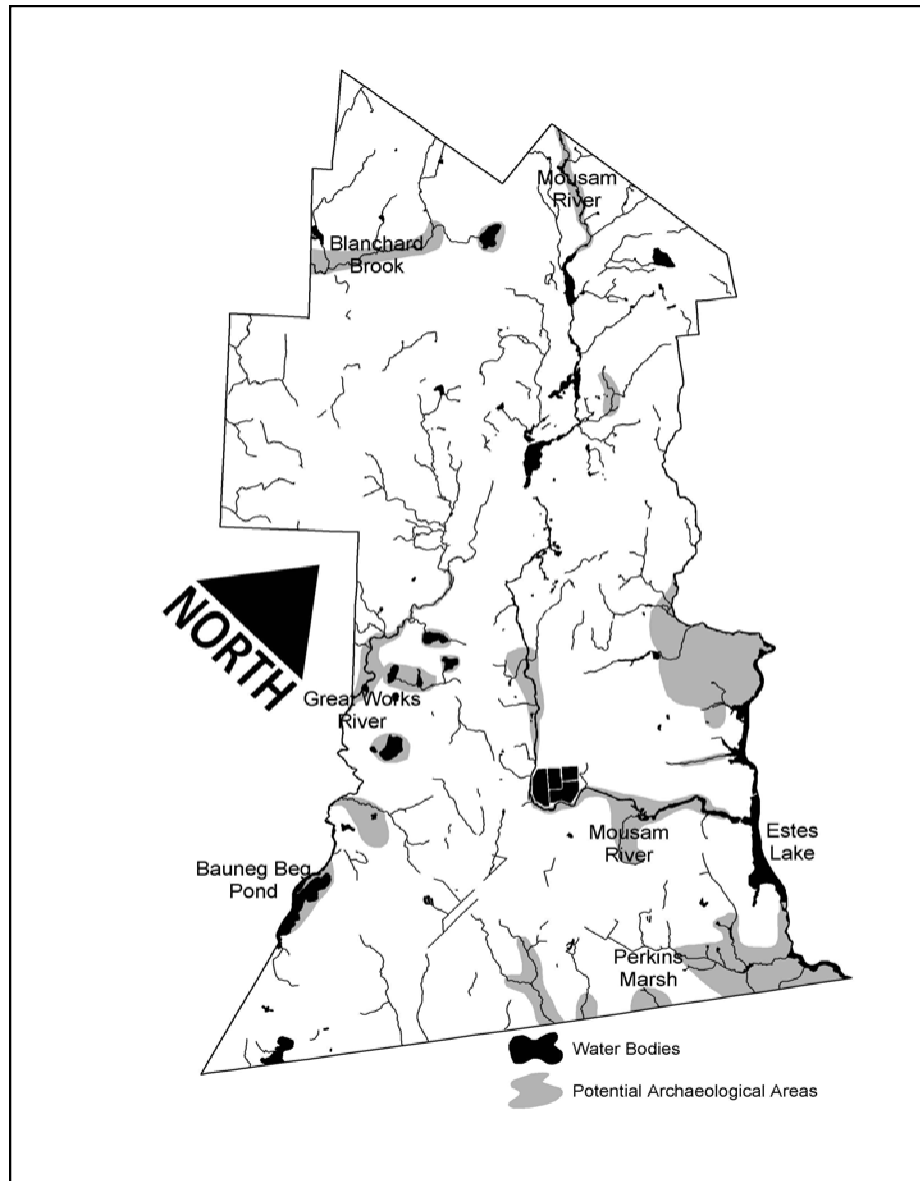 Mousam
River
Blanchard
Brook
NORTH
Great Works
River
Mousam
River
Estes
Lake
Bauneg Beg
Pond
Perkins
Marsh
Water Bodies
Potential Archaeological Areas